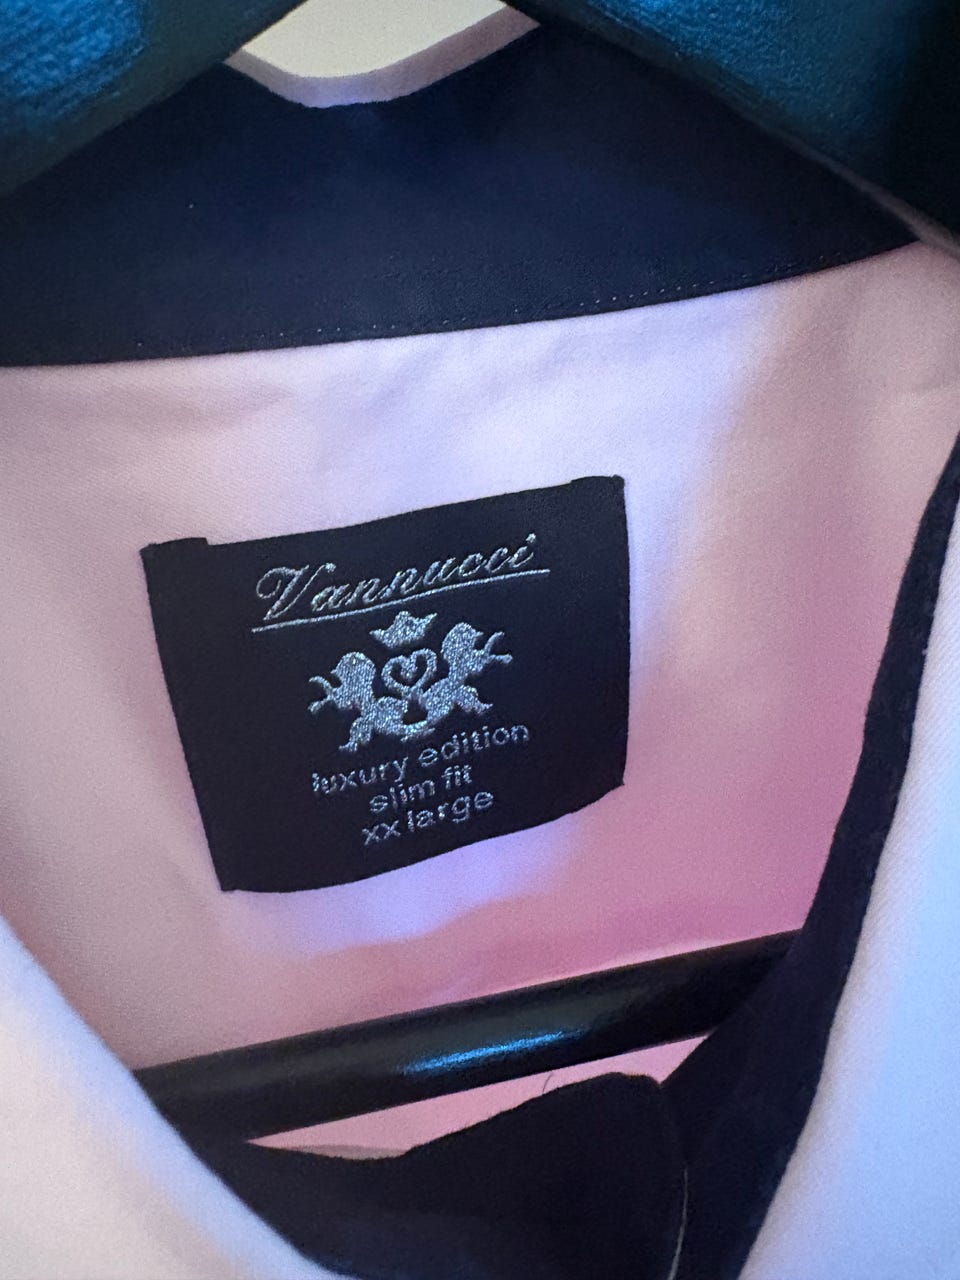 Vannucci
luxury edition
slim fit
xx large